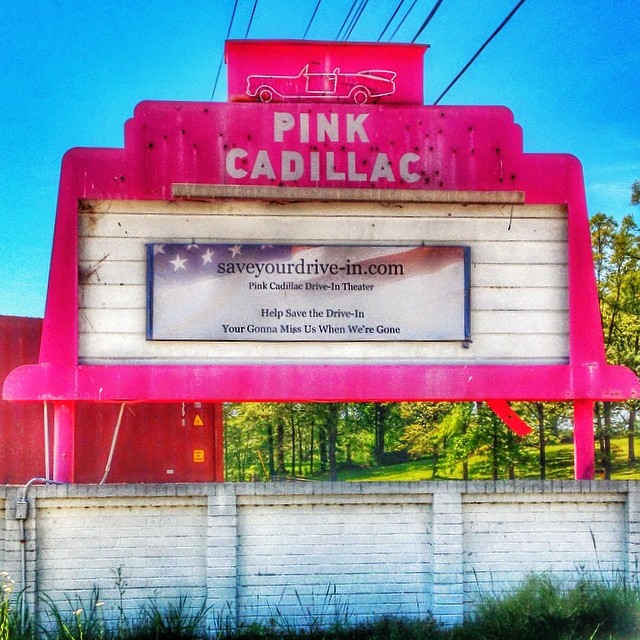 PINK
CADILLAC
saveyourdrive-in.com
Pink Cadillac Drive-In Theater
Help Save the Drive-In
Your Gonna Miss Us When We're Gone